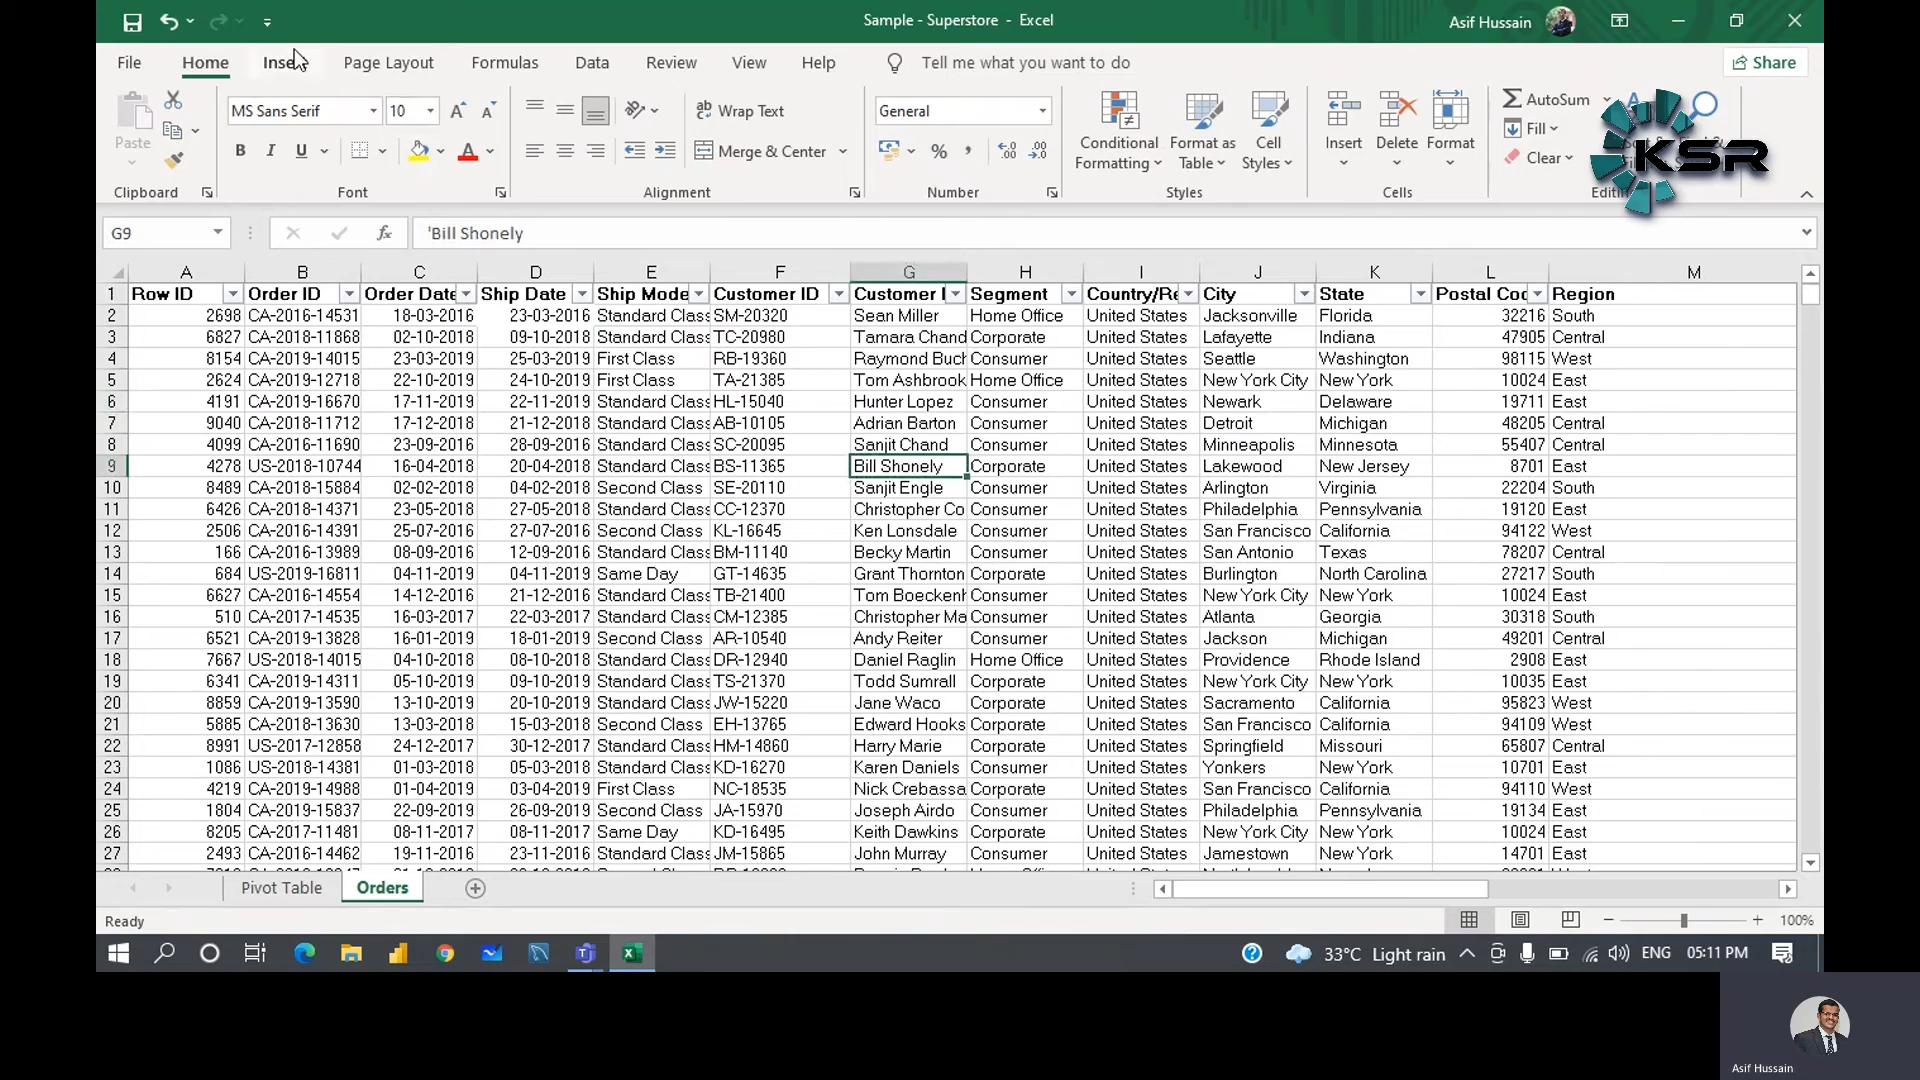 Sample - Superstore - Excel
Asif Hussain
File Home Insert Page Layout Formulas Data Review View Help Tell me what you want to do Share
Paste
MS Sans Serif 10
B I U A
Wrap Text
Merge & Center
General
% ,
Conditional Formatting
Format as Table
Cell Styles
Insert Delete Format
AutoSum
Fill
Clear
KSR
Clipboard Font Alignment Number Styles Cells
G9 fx 'Bill Shonely
A B C D E F G H I J K L M
1 Row ID Order ID Order Date Ship Date Ship Mode Customer ID Customer Segment City State Region
2 2698 CA-2016-14531 18-03-2016 23-03-2016 Standard Class SM-20320 Sean Miller Home Office United States Jacksonville Florida 32216 South
3 6827 CA-2018-11868 02-10-2018 09-10-2018 Standard Class TC-20980 Tamara Chand Corporate United States Lafayette Indiana 47905 Central
4 8154 CA-2019-14015 23-03-2019 25-03-2019 First Class RB-19360 Raymond Buch Consumer United States Seattle Washington 98115 West
5 2624 CA-2019-12718 22-10-2019 24-10-2019 First Class TA-21385 Tom Ashbrook Home Office United States New York City New York 10024 East
6 4191 CA-2019-16670 17-11-2019 22-11-2019 Standard Class HL-15040 Hunter Lopez Consumer United States Newark Delaware 19711 East
7 9040 CA-2018-11712 17-12-2018 21-12-2018 Standard Class AB-10105 Adrian Barton Consumer United States Detroit Michigan 48205 Central
8 4099 CA-2016-11690 23-09-2016 28-09-2016 Standard Class SC-20095 Sanjit Chand Consumer United States Minneapolis Minnesota 55407 Central
9 4278 US-2018-10744 16-04-2018 20-04-2018 Standard Class BS-11365 Bill Shonely Corporate United States Lakewood New Jersey 8701 East
10 8489 CA-2018-15884 02-02-2018 04-02-2018 Second Class SE-20110 Sanjit Engle Consumer United States Arlington Virginia 22204 South
11 6426 CA-2018-14371 23-05-2018 27-05-2018 Standard Class CC-12370 Christopher Co Consumer United States Philadelphia Pennsylvania 19120 East
12 2506 CA-2016-14391 25-07-2016 27-07-2016 Second Class KL-16645 Ken Lonsdale Consumer United States San Francisco California 94122 West
13 166 CA-2016-13989 08-09-2016 12-09-2016 Standard Class BM-11140 Becky Martin Consumer United States San Antonio Texas 78207 Central
14 684 US-2019-16811 04-11-2019 04-11-2019 Same Day GT-14635 Grant Thornton Corporate United States Burlington North Carolina 27217 South
15 6627 CA-2016-14554 14-12-2016 21-12-2016 Standard Class TB-21400 Tom Boeckenh Consumer United States New York City New York 10024 East
16 510 CA-2017-14535 16-03-2017 22-03-2017 Standard Class CM-12385 Christopher Ma Consumer United States Atlanta Georgia 30318 South
17 6521 CA-2019-13828 16-01-2019 18-01-2019 Second Class AR-10540 Andy Reiter Consumer United States Jackson Michigan 49201 Central
18 7667 US-2018-14015 04-10-2018 08-10-2018 Standard Class DR-12940 Daniel Raglin Home Office United States Providence Rhode Island 2908 East
19 6341 CA-2019-14311 05-10-2019 09-10-2019 Standard Class TS-21370 Todd Sumrall Corporate United States New York City New York 10035 East
20 8859 CA-2019-13590 13-10-2019 20-10-2019 Standard Class JW-15220 Jane Waco Corporate United States Sacramento California 95823 West
21 5885 CA-2018-13630 13-03-2018 15-03-2018 Second Class EH-13765 Edward Hooks Corporate United States San Francisco California 94109 West
22 8991 US-2017-12858 24-12-2017 30-12-2017 Standard Class HM-14860 Harry Marie Corporate United States Springfield Missouri 65807 Central
23 1086 US-2018-14381 01-03-2018 05-03-2018 Standard Class KD-16270 Karen Daniels Consumer United States Yonkers New York 10701 East
24 4219 CA-2019-14988 01-04-2019 03-04-2019 First Class NC-18535 Nick Crebassa Corporate United States San Francisco California 94110 West
25 1804 CA-2019-15837 22-09-2019 26-09-2019 Second Class JA-15970 Joseph Airdo Consumer United States Philadelphia Pennsylvania 19134 East
26 8205 CA-2017-11481 08-11-2017 08-11-2017 Same Day KD-16495 Keith Dawkins Corporate United States New York City New York 10024 East
27 2493 CA-2016-14462 19-11-2016 23-11-2016 Standard Class JM-15865 John Murray Consumer United States Jamestown New York 14701 East
Pivot Table Orders
Ready 100%
33°C Light rain ENG 05:11 PM
Asif Hussain